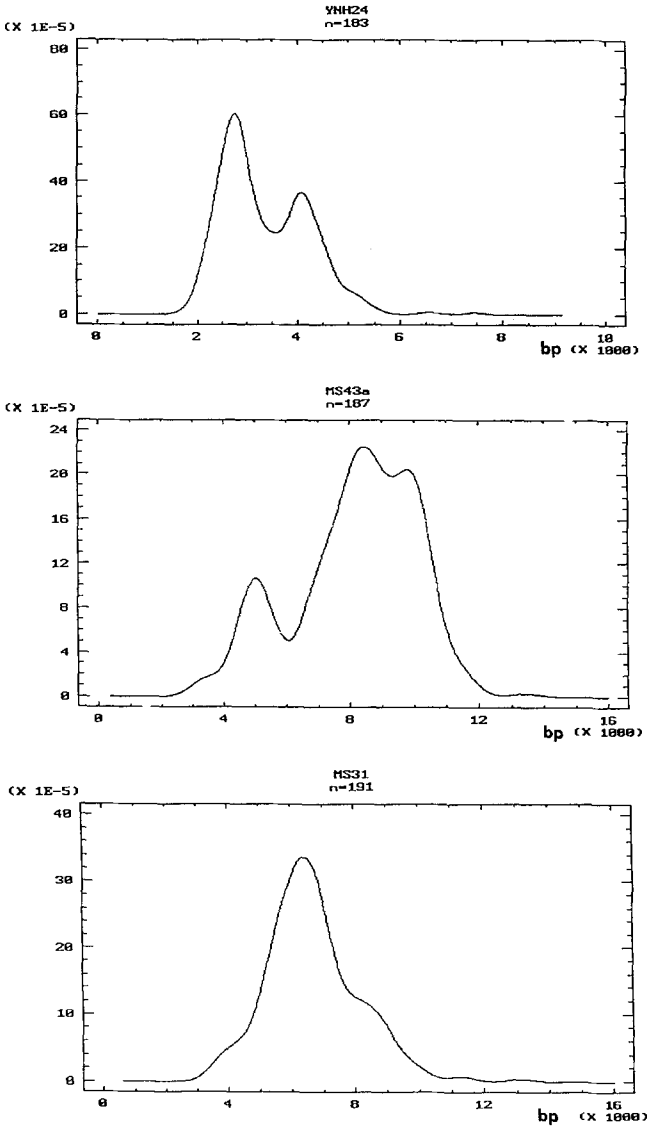 YNH24
n=183
(X 1E-5)
80
60
40
20
0
0 2 4 6 8 10
bp (X 1000)
MS43a
n=187
(X 1E-5)
24
20
16
12
8
4
0
0 4 8 12 16
bp (X 1000)
MS31
n=191
(X 1E-5)
40
30
20
10
0
0 4 8 12 16
bp (X 1000)